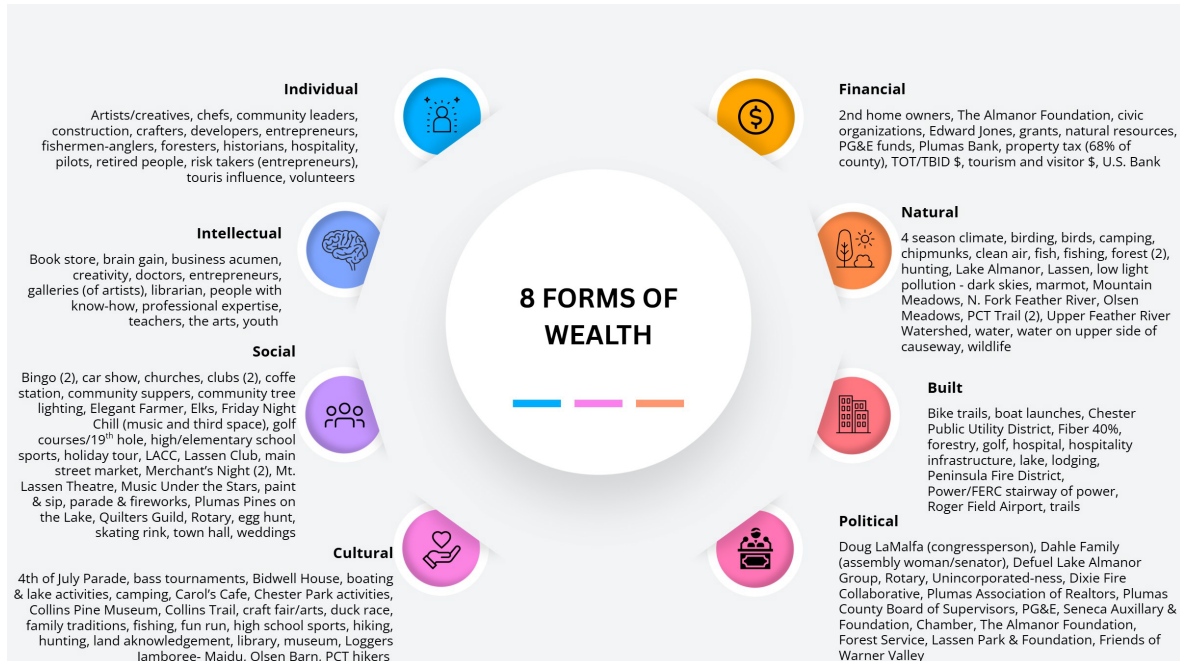 Individual
Artists/creatives, chefs, community leaders,
construction, crafters, developers, entrepreneurs,
fishermen-anglers, foresters, historians, hospitality,
pilots, retired people, risk takers (entrepreneurs),
touris influence, volunteers
Intellectual
Book store, brain gain, business acumen,
creativity, doctors, entrepreneurs,
galleries (of artists), librarian, people with
know-how, professional expertise,
teachers, the arts, youth
Social
Bingo (2), car show, churches, clubs (2), coffe
station, community suppers, community tree
lighting, Elegant Farmer, Elks, Friday Night
Chill (music and third space), golf
courses/19th hole, high/elementary school
sports, holiday tour, LACC, Lassen Club, main
street market, Merchant's Night (2), Mt.
Lassen Theatre, Music Under the Stars, paint
& sip, parade & fireworks, Plumas Pines on
the Lake, Quilters Guild, Rotary, egg hunt,
skating rink, town hall, weddings
Cultural
4th of July Parade, bass tournaments, Bidwell House, boating
& lake activities, camping, Carol's Cafe, Chester Park activities,
Collins Pine Museum, Collins Trail, craft fair/arts, duck race,
family traditions, fishing, fun run, high school sports, hiking,
hunting, land aknowledgement, library, museum, Loggers
Jamboree- Maidu, Olsen Barn, PCT hikers
8 FORMS OF
WEALTH
Financial
2nd home owners, The Almanor Foundation, civic
organizations, Edward Jones, grants, natural resources,
PG&E funds, Plumas Bank, property tax (68% of
county), TOT/TBID $, tourism and visitor $, U.S. Bank
Natural
4 season climate, birding, birds, camping,
chipmunks, clean air, fish, fishing, forest (2),
hunting, Lake Almanor, Lassen, low light
pollution - dark skies, marmot, Mountain
Meadows, N. Fork Feather River, Olsen
Meadows, PCT Trail (2), Upper Feather River
Watershed, water, water on upper side of
causeway, wildlife
Built
Bike trails, boat launches, Chester
Public Utility District, Fiber 40%,
forestry, golf, hospital, hospitality
infrastructure, lake, lodging,
Peninsula Fire District,
Power/FERC stairway of power,
Roger Field Airport, trails
Political
Doug LaMalfa (congressperson), Dahle Family
(assembly woman/senator), Defuel Lake Almanor
Group, Rotary, Unincorporated-ness, Dixie Fire
Collaborative, Plumas Association of Realtors, Plumas
County Board of Supervisors, PG&E, Seneca Auxillary &
Foundation, Chamber, The Almanor Foundation,
Forest Service, Lassen Park & Foundation, Friends of
Warner Valley